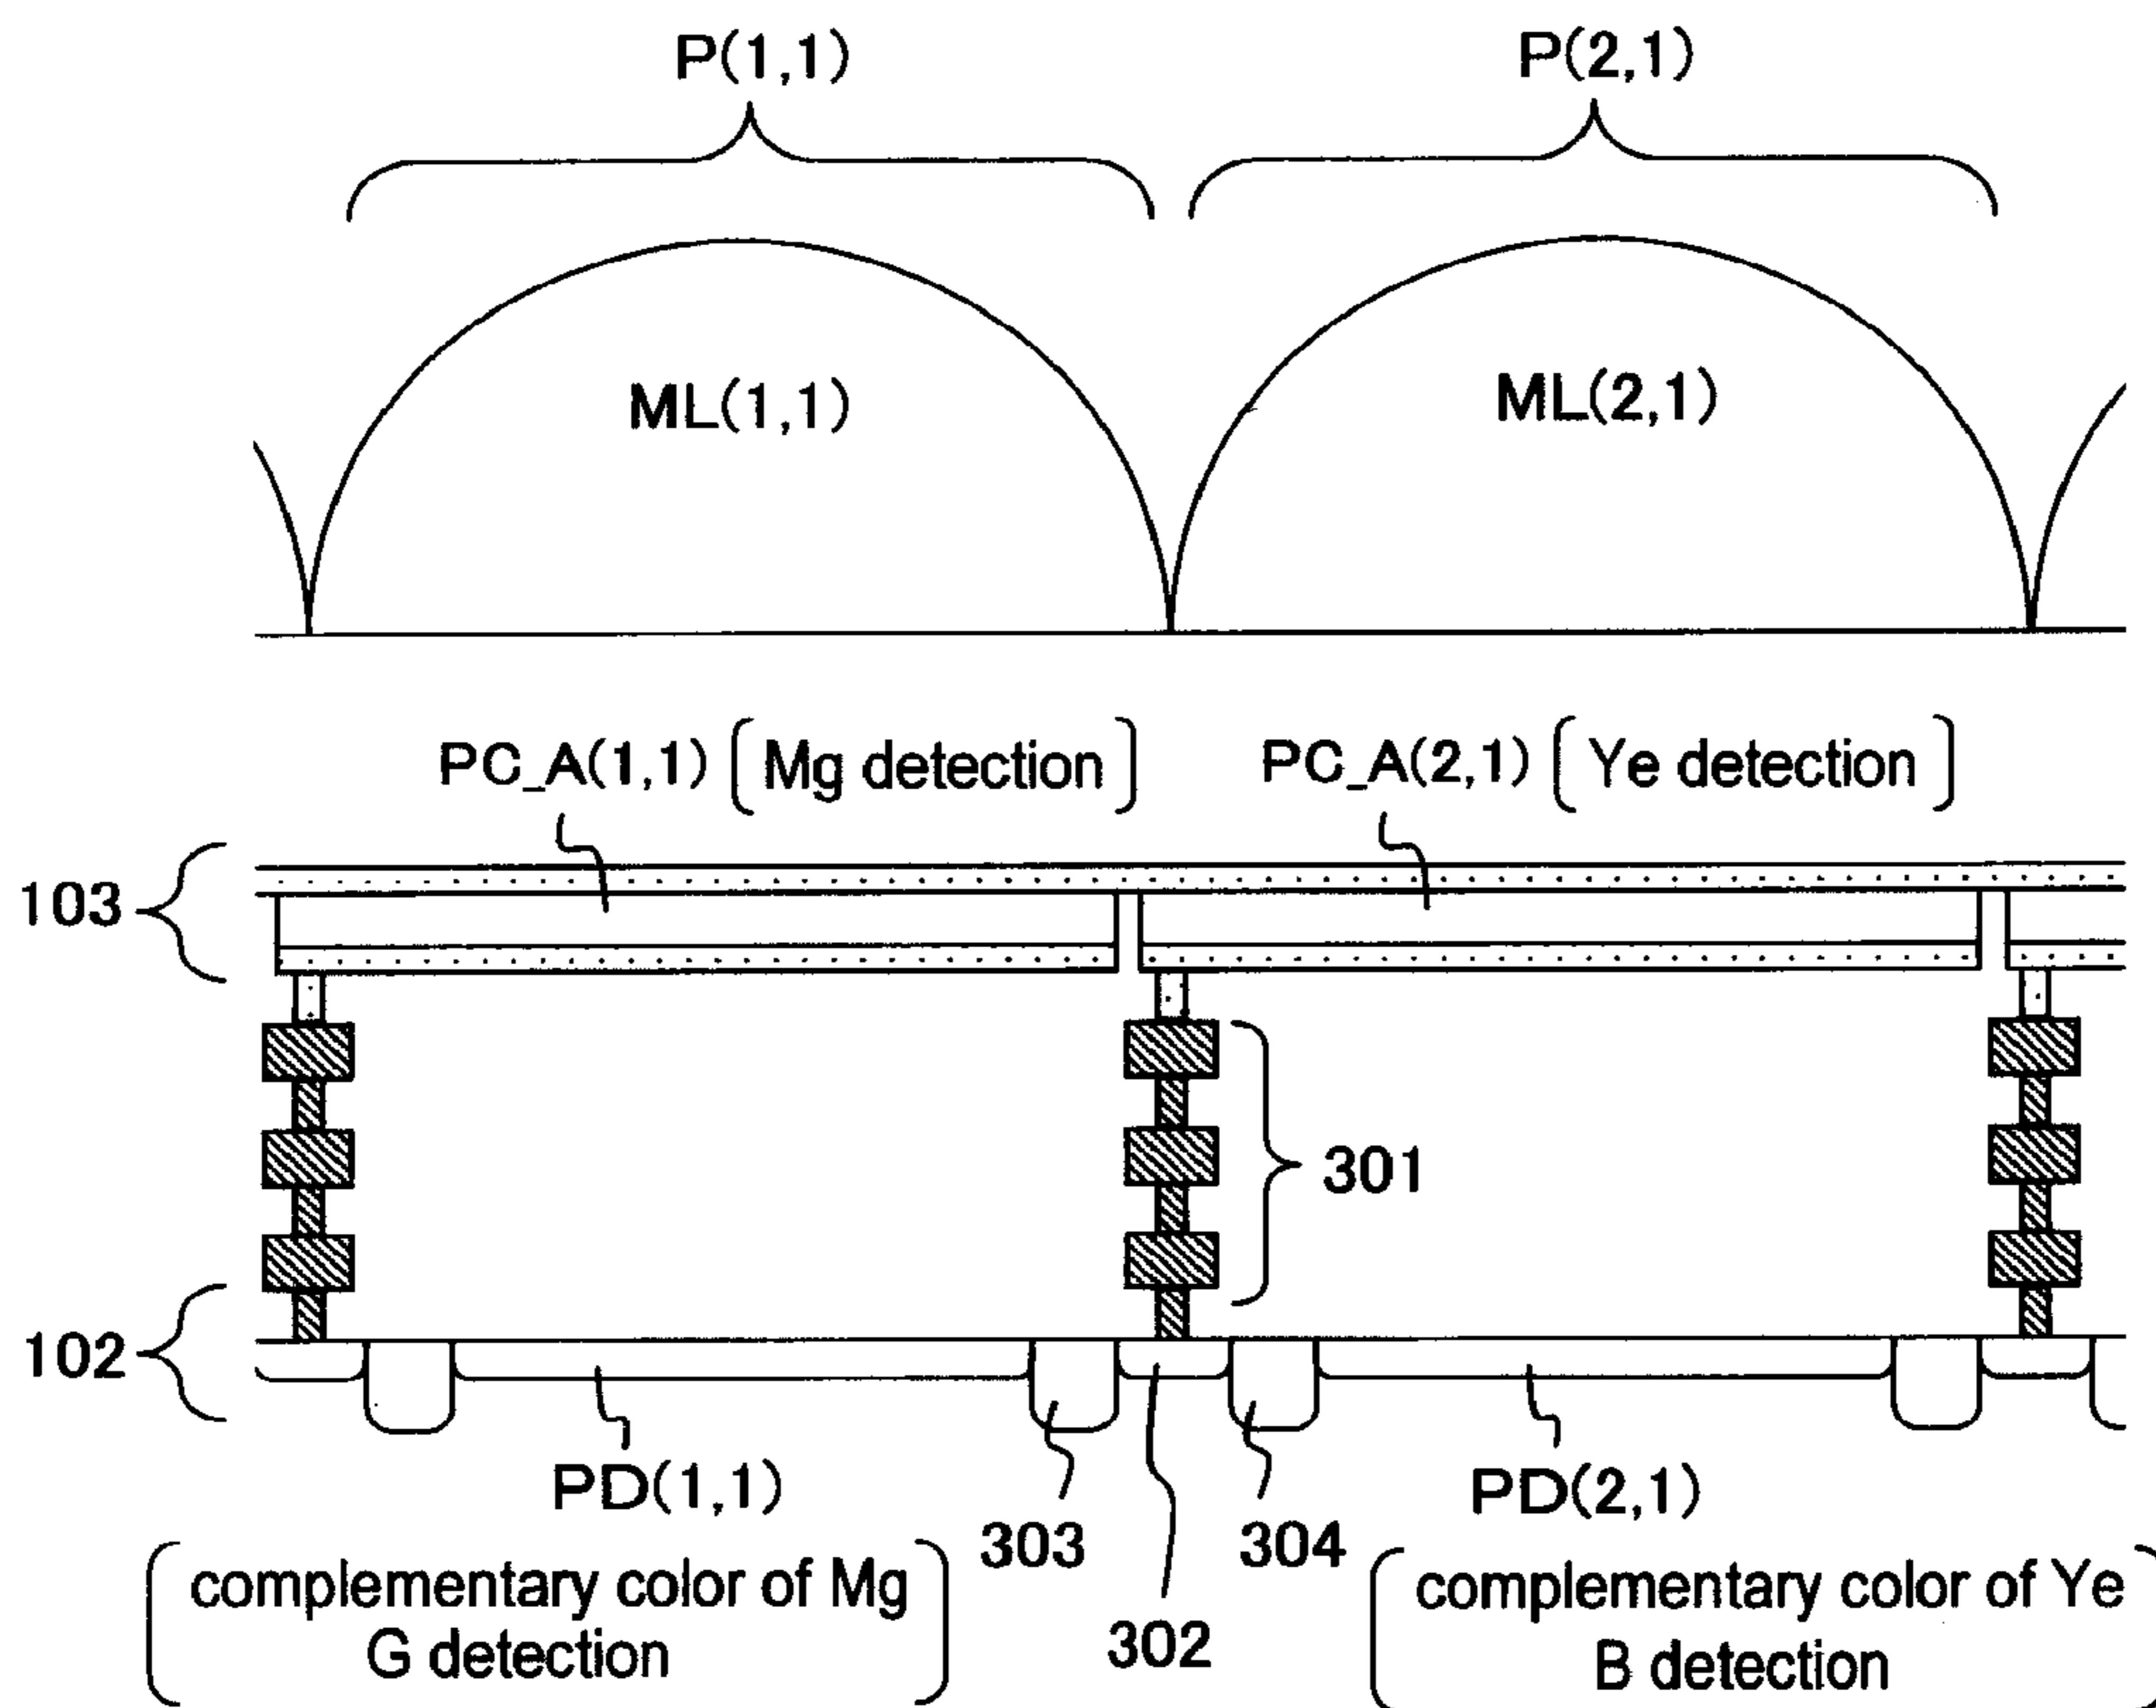 P(1,1) P(2,1)
ML(1,1) ML(2,1)
PC_A(1,1) [Mg detection] PC_A(2,1) [Ye detection]
103
301
102
PD(1,1) PD(2,1)
303 304
302
[complementary color of Mg
G detection]
[complementary color of Ye
B detection]